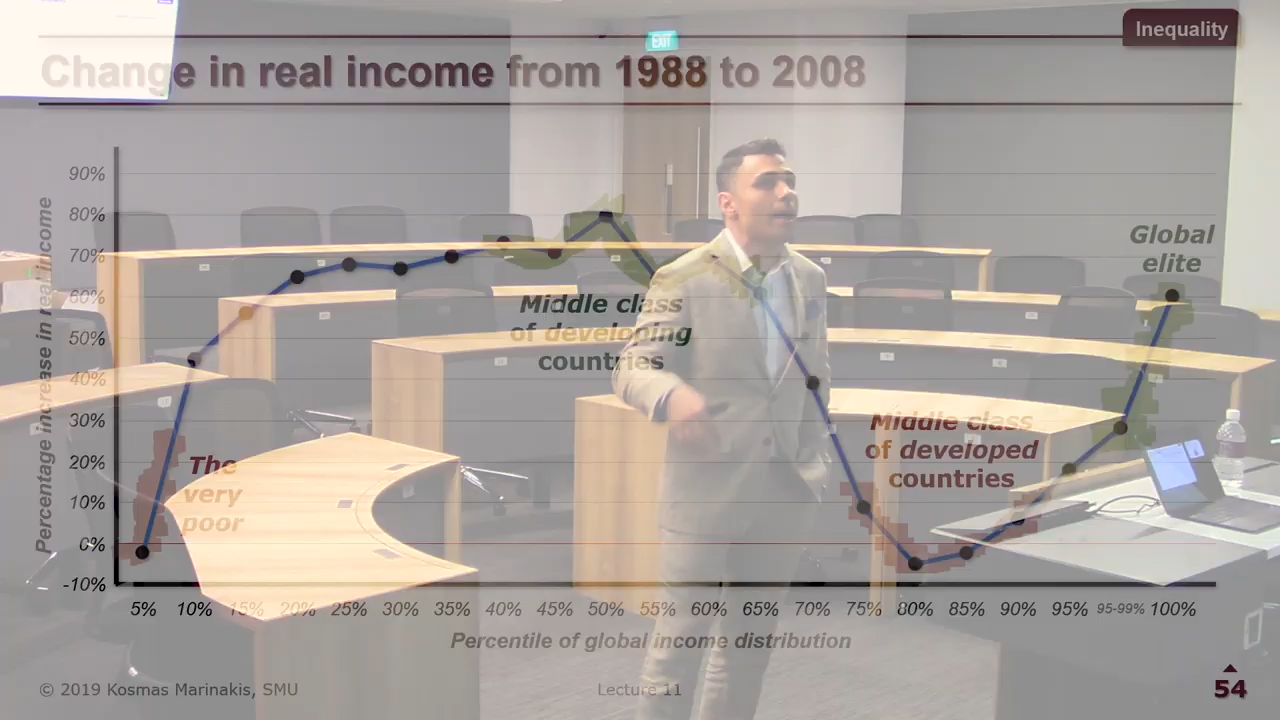 Inequality
EXIT
Change in real income from 1988 to 2008
Percentage increase in real income
90%
80%
70%
60%
50%
40%
30%
20%
10%
0%
-10%
Global
elite
Middle class
of developing
countries
Middle class
of developed
countries
The
very
poor
5% 10% 15% 20% 25% 30% 35% 40% 45% 50% 55% 60% 65% 70% 75% 80% 85% 90% 95% 95-99% 100%
Percentile of global income distribution
© 2019 Kosmas Marinakis, SMU
Lecture 11
54